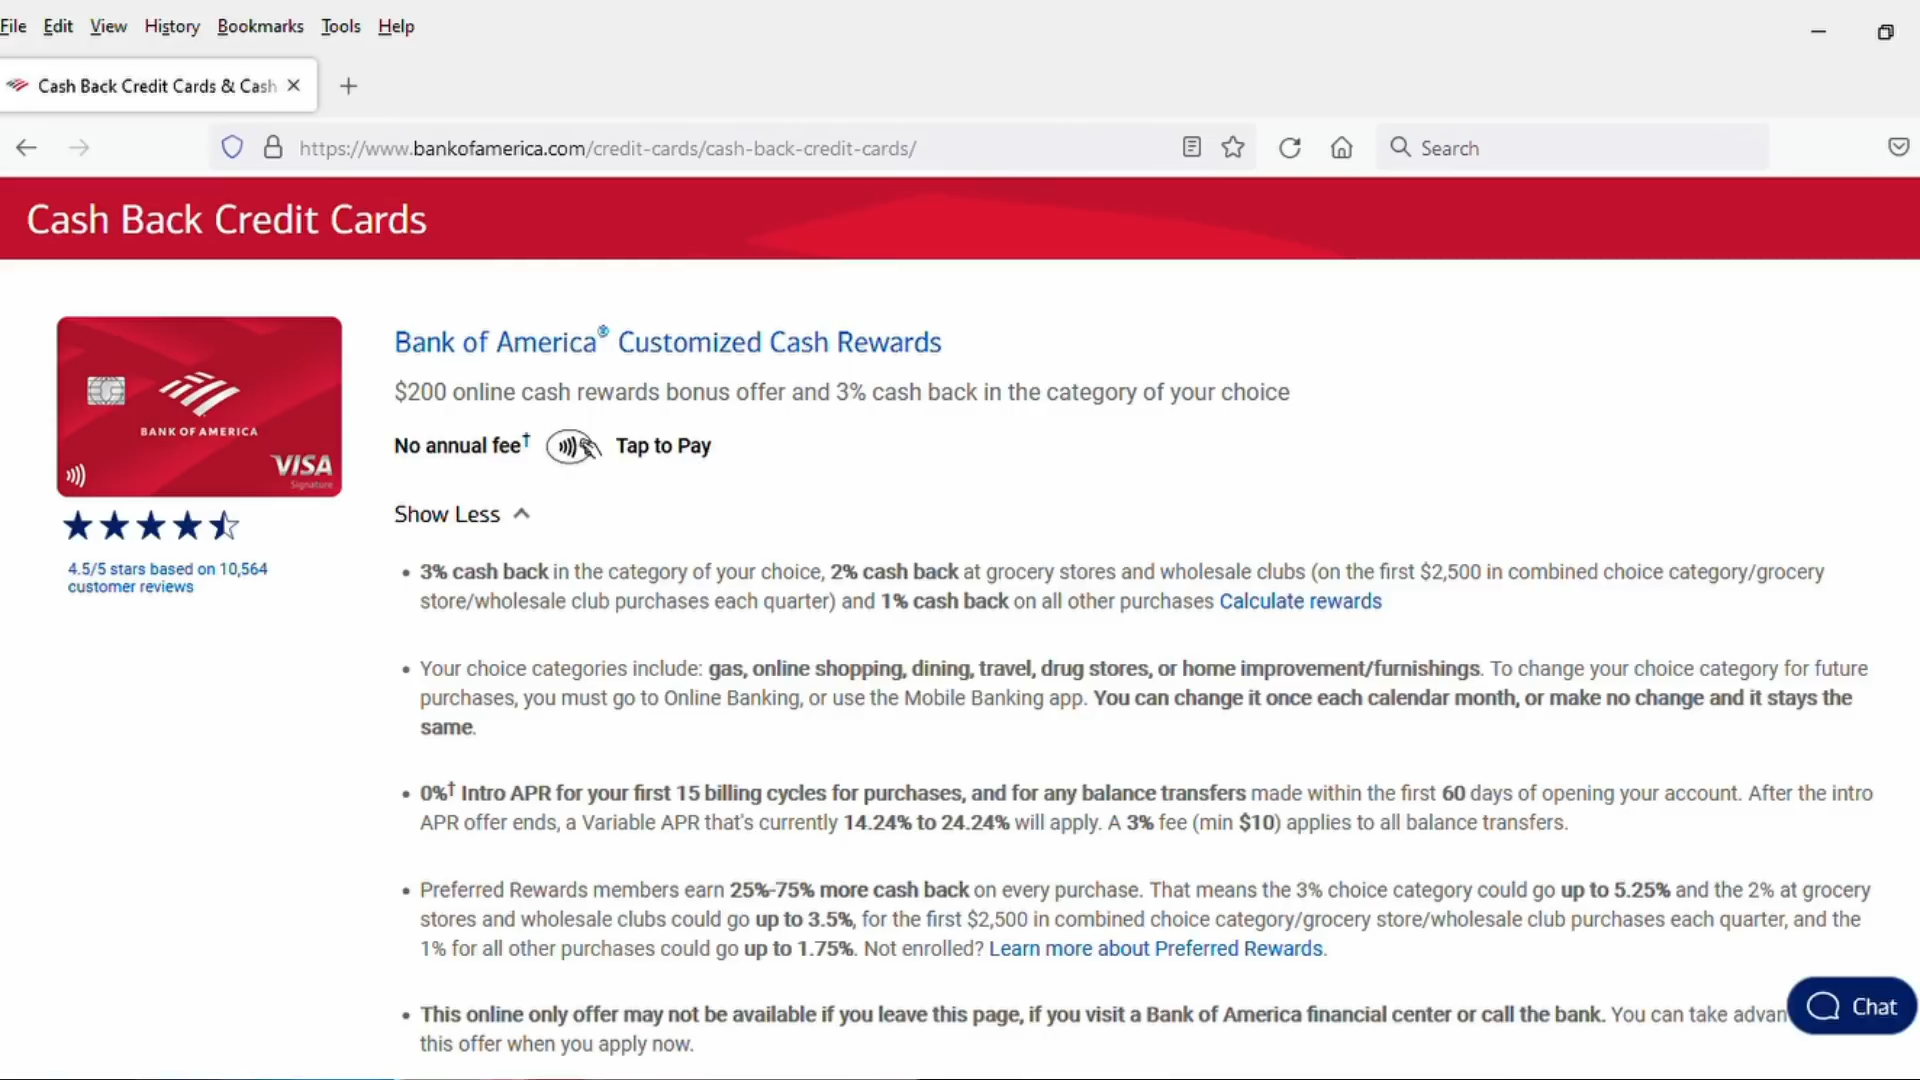 File Edit View History Bookmarks Tools Help
Cash Back Credit Cards & Cash
https://www.bankofamerica.com/credit-cards/cash-back-credit-cards/
Search
Cash Back Credit Cards
BANK OF AMERICA
VISA
Signature
4.5/5 stars based on 10,564
customer reviews
Bank of America® Customized Cash Rewards
$200 online cash rewards bonus offer and 3% cash back in the category of your choice
No annual fee† Tap to Pay
Show Less
• 3% cash back in the category of your choice, 2% cash back at grocery stores and wholesale clubs (on the first $2,500 in combined choice category/grocery
store/wholesale club purchases each quarter) and 1% cash back on all other purchases Calculate rewards
• Your choice categories include: gas, online shopping, dining, travel, drug stores, or home improvement/furnishings. To change your choice category for future
purchases, you must go to Online Banking, or use the Mobile Banking app. You can change it once each calendar month, or make no change and it stays the
same.
• 0%† Intro APR for your first 15 billing cycles for purchases, and for any balance transfers made within the first 60 days of opening your account. After the intro
APR offer ends, a Variable APR that's currently 14.24% to 24.24% will apply. A 3% fee (min $10) applies to all balance transfers.
• Preferred Rewards members earn 25%-75% more cash back on every purchase. That means the 3% choice category could go up to 5.25% and the 2% at grocery
stores and wholesale clubs could go up to 3.5%, for the first $2,500 in combined choice category/grocery store/wholesale club purchases each quarter, and the
1% for all other purchases could go up to 1.75%. Not enrolled? Learn more about Preferred Rewards.
• This online only offer may not be available if you leave this page, if you visit a Bank of America financial center or call the bank. You can take advan
this offer when you apply now.
Chat